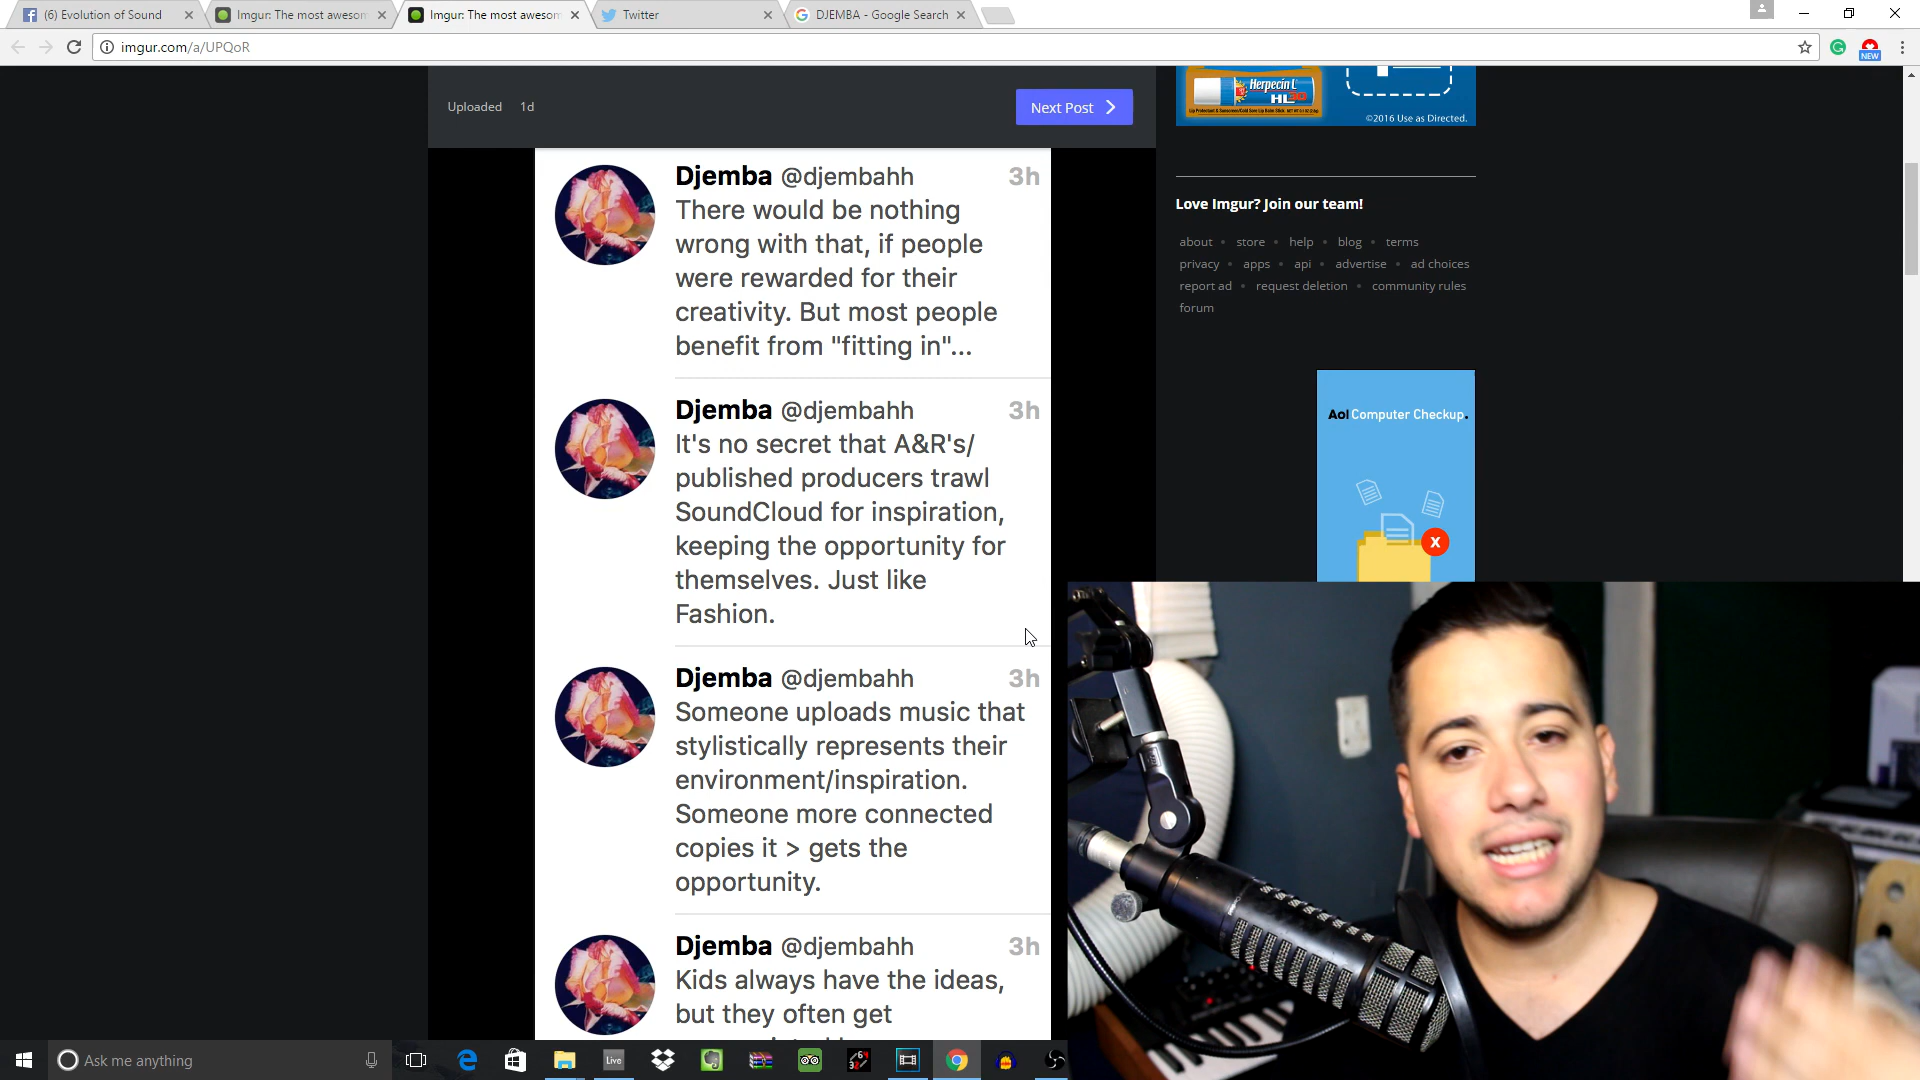 (6) Evolution of Sound
Imgur: The most awesom
Imgur: The most awesom
Twitter
DJEMBA - Google Search
imgur.com/a/UPQoR
NEW
Uploaded 1d
Next Post
Herpecin L
HL30
©2016 Use as Directed.
Djemba @djembahh 3h
There would be nothing
wrong with that, if people
were rewarded for their
creativity. But most people
benefit from "fitting in"...
Djemba @djembahh 3h
It's no secret that A&R's/
published producers trawl
SoundCloud for inspiration,
keeping the opportunity for
themselves. Just like
Fashion.
Djemba @djembahh 3h
Someone uploads music that
stylistically represents their
environment/inspiration.
Someone more connected
copies it > gets the
opportunity.
Djemba @djembahh 3h
Kids always have the ideas,
but they often get
Love Imgur? Join our team!
about • store • help • blog • terms
privacy • apps • api • advertise • ad choices
report ad • request deletion • community rules
forum
Aol Computer Checkup.
X
Ask me anything
Live